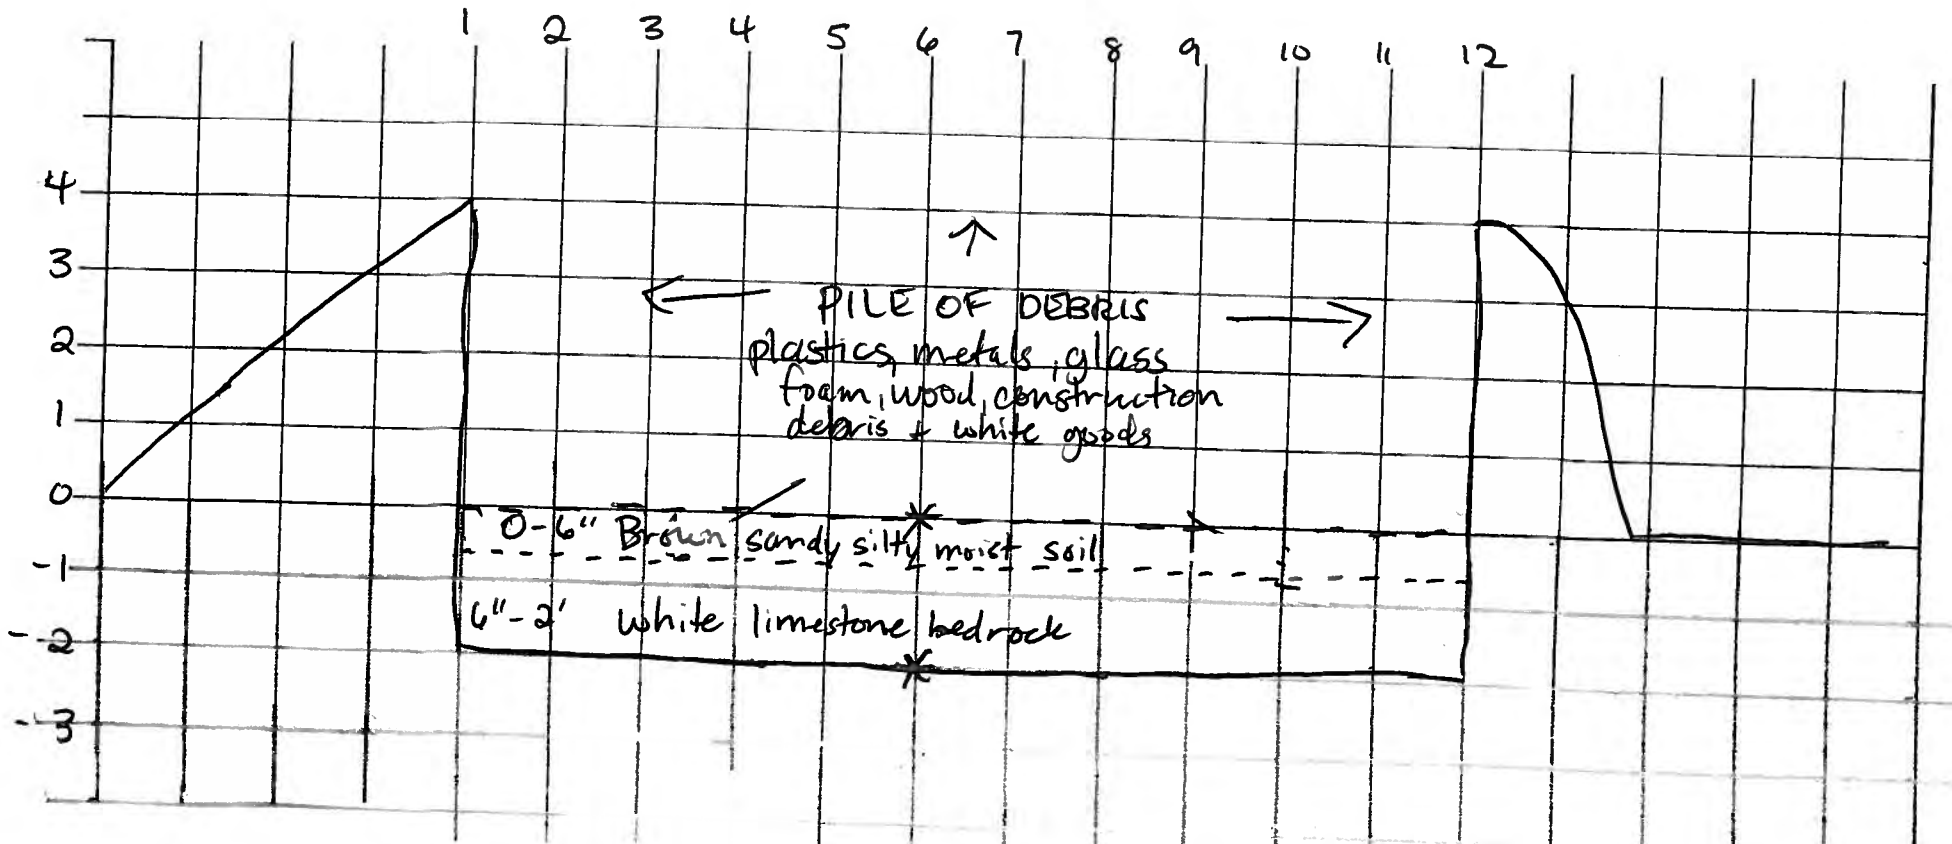 1 2 3 4 5 6 7 8 9 10 11 12
4
3
PILE OF DEBRIS
2
plastics, metals, glass
foam, wood, construction
1
debris + white goods
0
0-6" Brown sandy silty moist soil
-1
6"-2' white limestone bedrock
-2
-3